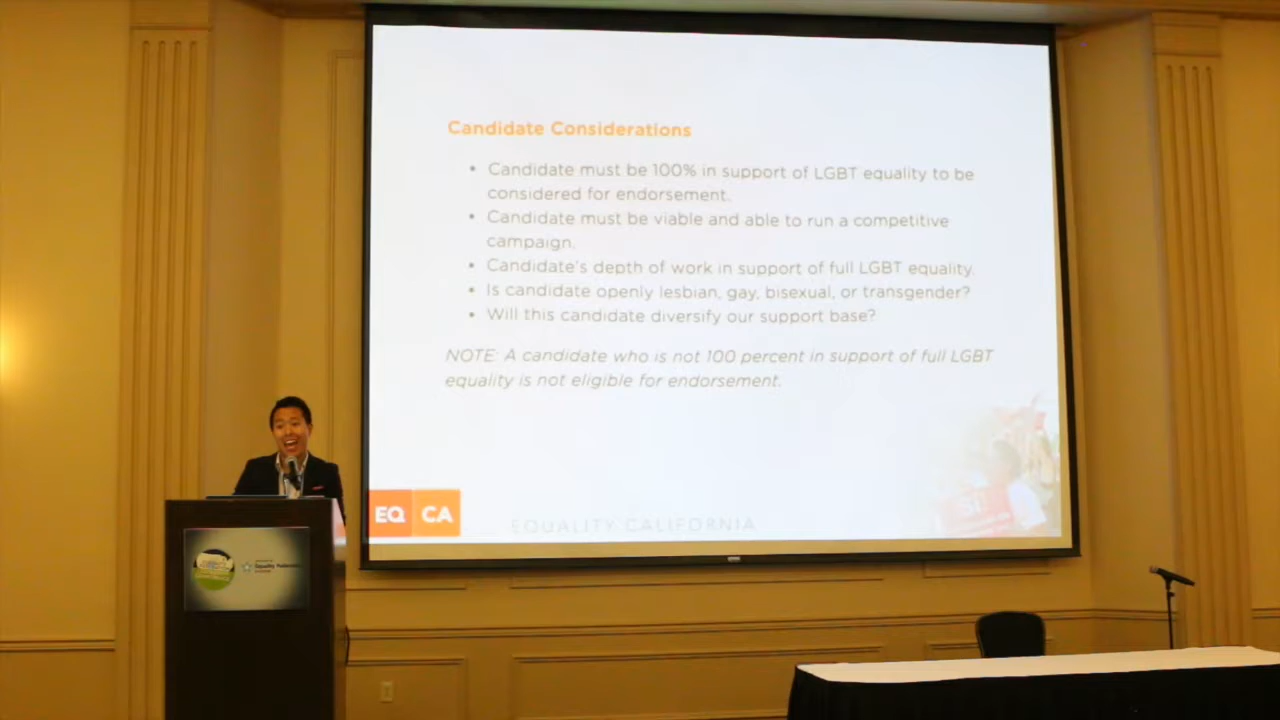 Candidate Considerations
• Candidate must be 100% in support of LGBT equality to be
considered for endorsement.
• Candidate must be viable and able to run a competitive
campaign.
• Candidate's depth of work in support of full LGBT equality.
• Is candidate openly lesbian, gay, bisexual, or transgender?
• Will this candidate diversify our support base?
NOTE: A candidate who is not 100 percent in support of full LGBT
equality is not eligible for endorsement.
EQ CA
EQUALITY CALIFORNIA
Equality